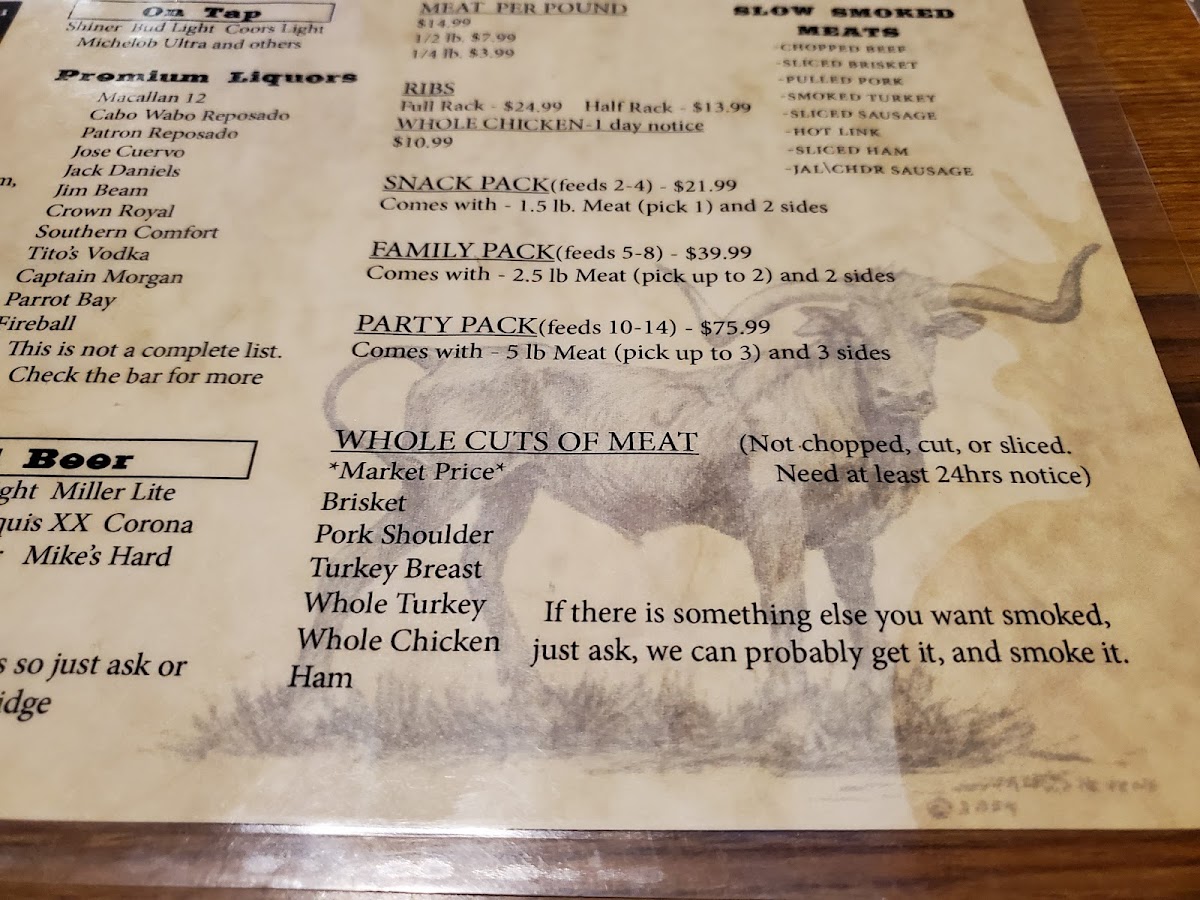 On Tap
Shiner Bud Light Coors Light
Michelob Ultra and others
Premium Liquors
Macallan 12
Cabo Wabo Reposado
Patron Reposado
Jose Cuervo
Jack Daniels
Jim Beam
Crown Royal
Southern Comfort
Tito's Vodka
Captain Morgan
Parrot Bay
Fireball
This is not a complete list.
Check the bar for more
Beer
Miller Lite
XX Corona
Mike's Hard
so just ask or
MEAT PER POUND
$14.99
1/2 lb. $7.99
1/4 lb. $3.99
RIBS
Full Rack - $24.99 Half Rack - $13.99
WHOLE CHICKEN-1 day notice
$10.99
SNACK PACK(feeds 2-4) - $21.99
Comes with - 1.5 lb. Meat (pick 1) and 2 sides
FAMILY PACK(feeds 5-8) - $39.99
Comes with - 2.5 lb Meat (pick up to 2) and 2 sides
PARTY PACK(feeds 10-14) - $75.99
Comes with - 5 lb Meat (pick up to 3) and 3 sides
SLOW SMOKED
MEATS
-CHOPPED BEEF
-SLICED BRISKET
-PULLED PORK
-SMOKED TURKEY
-SLICED SAUSAGE
-HOT LINK
-SLICED HAM
-JAL\CHDR SAUSAGE
WHOLE CUTS OF MEAT (Not chopped, cut, or sliced.
*Market Price* Need at least 24hrs notice)
Brisket
Pork Shoulder
Turkey Breast
Whole Turkey
Whole Chicken
Ham
If there is something else you want smoked,
just ask, we can probably get it, and smoke it.